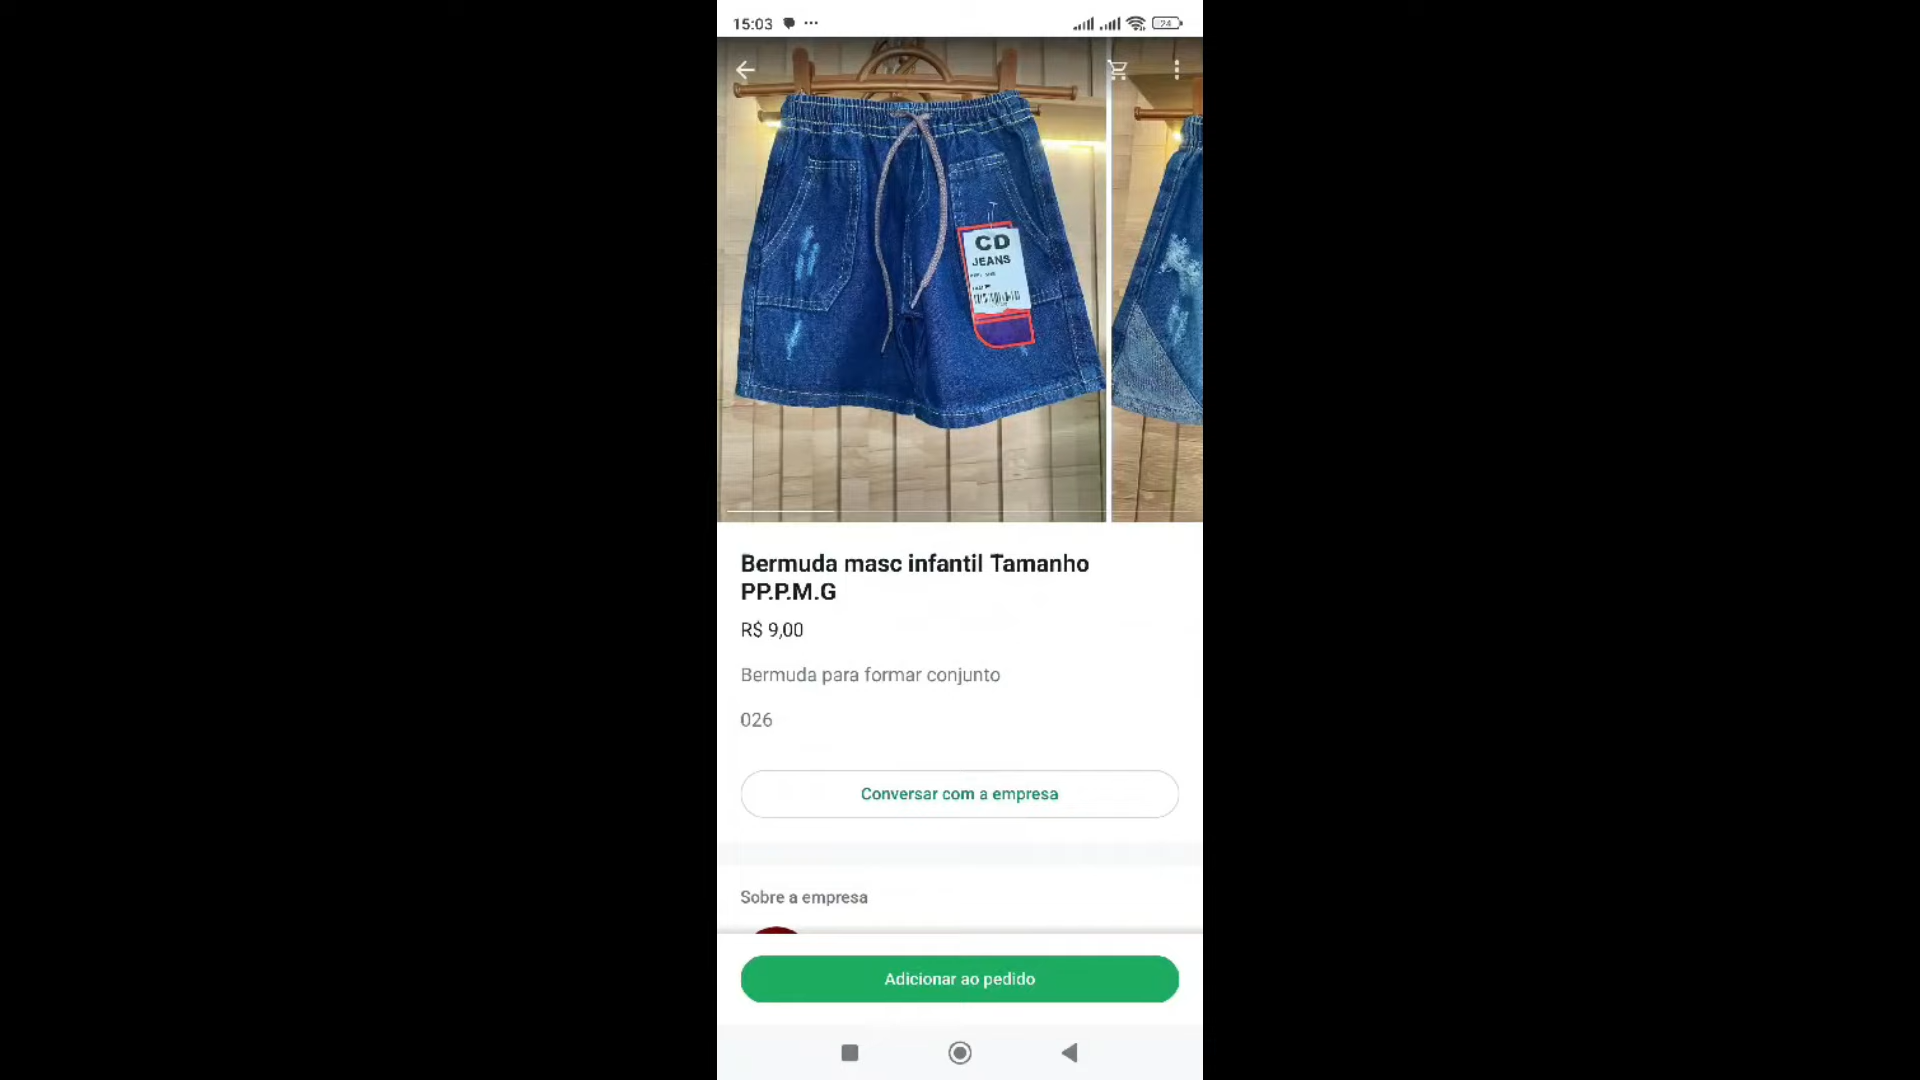 15:03
24
CD
JEANS
Bermuda masc infantil Tamanho
PP.P.M.G
R$ 9,00
Bermuda para formar conjunto
026
Conversar com a empresa
Sobre a empresa
Adicionar ao pedido